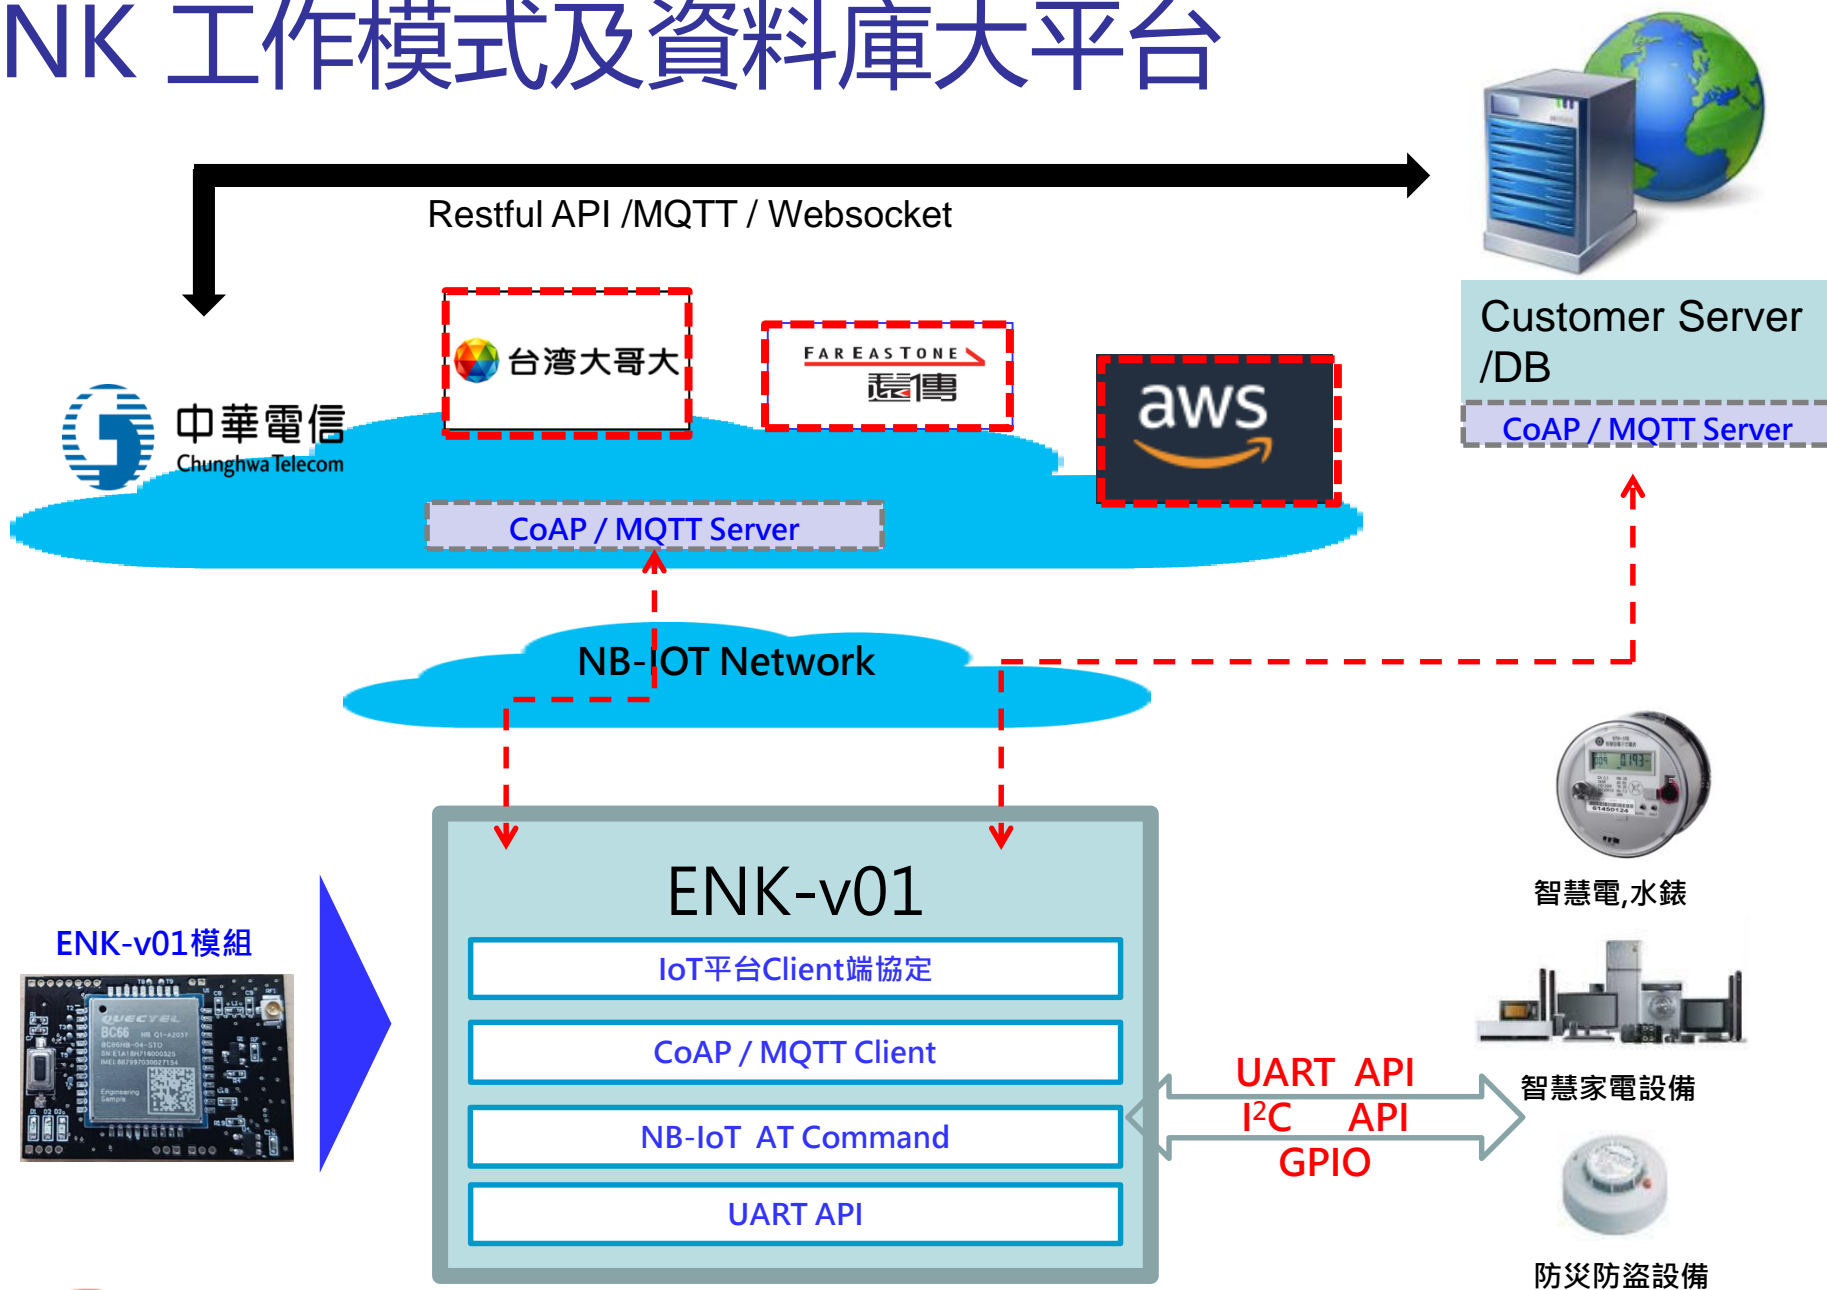 NK 工作模式及資料庫大平台
Restful API /MQTT / Websocket
台湾大哥大
FAREASTONE
遠傳
aws
中華電信
Chunghwa Telecom
CoAP / MQTT Server
Customer Server
/DB
CoAP / MQTT Server
NB-IOT Network
ENK-v01
IoT平台Client端協定
CoAP / MQTT Client
NB-IoT AT Command
UART API
ENK-v01模組
QUECTEL
BC66
Engineering
Sample
UART API
I²C API
GPIO
智慧電,水錶
智慧家電設備
防災防盜設備